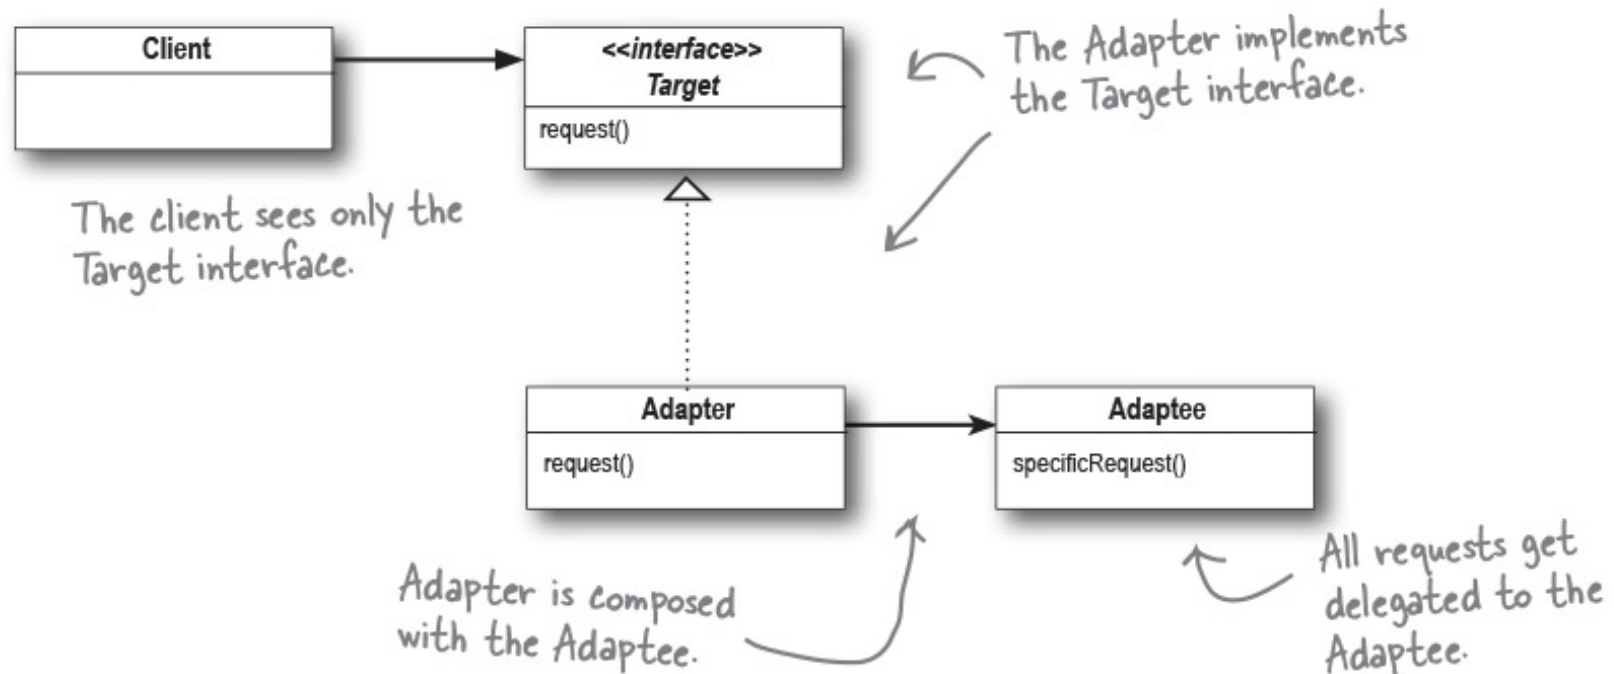 Client
<<interface>>
Target
request()
The Adapter implements
the Target interface.
The client sees only the
Target interface.
Adapter
request()
Adaptee
specificRequest()
Adapter is composed
with the Adaptee.
All requests get
delegated to the
Adaptee.